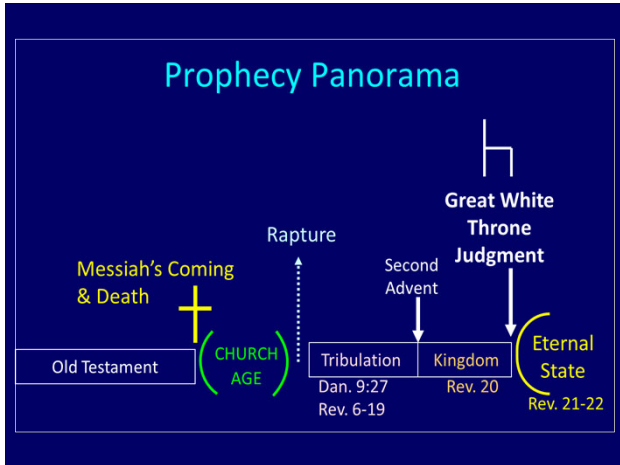 Prophecy Panorama
Great White
Throne
Judgment
Rapture
Messiah's Coming
& Death
Second
Advent
Old Testament
CHURCH
AGE
Tribulation
Kingdom
Eternal
State
Dan. 9:27
Rev. 6-19
Rev. 20
Rev. 21-22